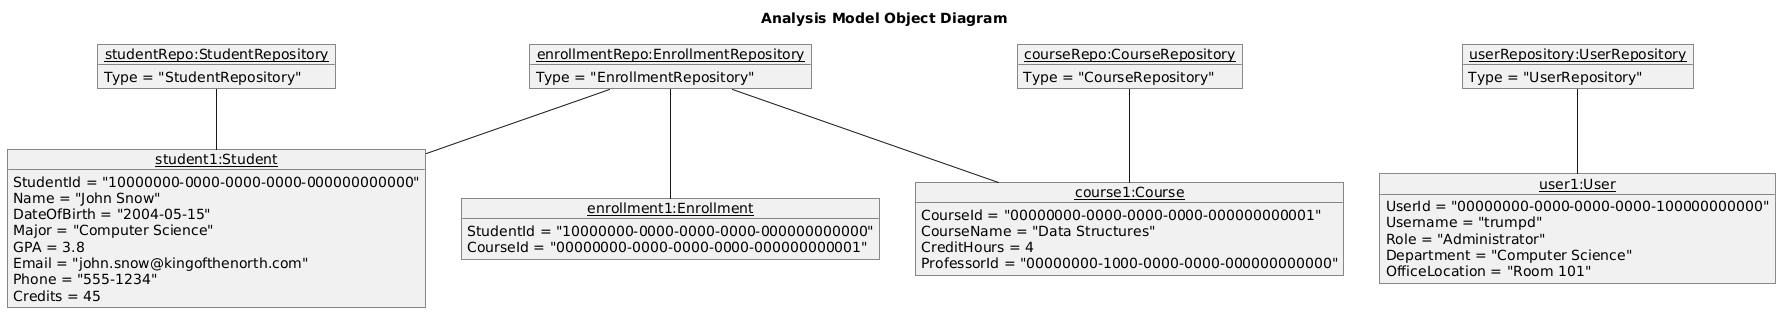 Analysis Model Object Diagram
studentRepo:StudentRepository
Type = "StudentRepository"
enrollmentRepo:EnrollmentRepository
Type = "EnrollmentRepository"
courseRepo:CourseRepository
Type = "CourseRepository"
userRepository:UserRepository
Type = "UserRepository"
student1:Student
StudentId = "10000000-0000-0000-0000-000000000000"
Name = "John Snow"
DateOfBirth = "2004-05-15"
Major = "Computer Science"
GPA = 3.8
Email = "john.snow@kingofthenorth.com"
Phone = "555-1234"
Credits = 45
enrollment1:Enrollment
StudentId = "10000000-0000-0000-0000-000000000000"
CourseId = "00000000-0000-0000-0000-000000000001"
course1:Course
CourseId = "00000000-0000-0000-0000-000000000001"
CourseName = "Data Structures"
CreditHours = 4
ProfessorId = "00000000-1000-0000-0000-000000000000"
user1:User
UserId = "00000000-0000-0000-0000-100000000000"
Username = "trumpd"
Role = "Administrator"
Department = "Computer Science"
OfficeLocation = "Room 101"